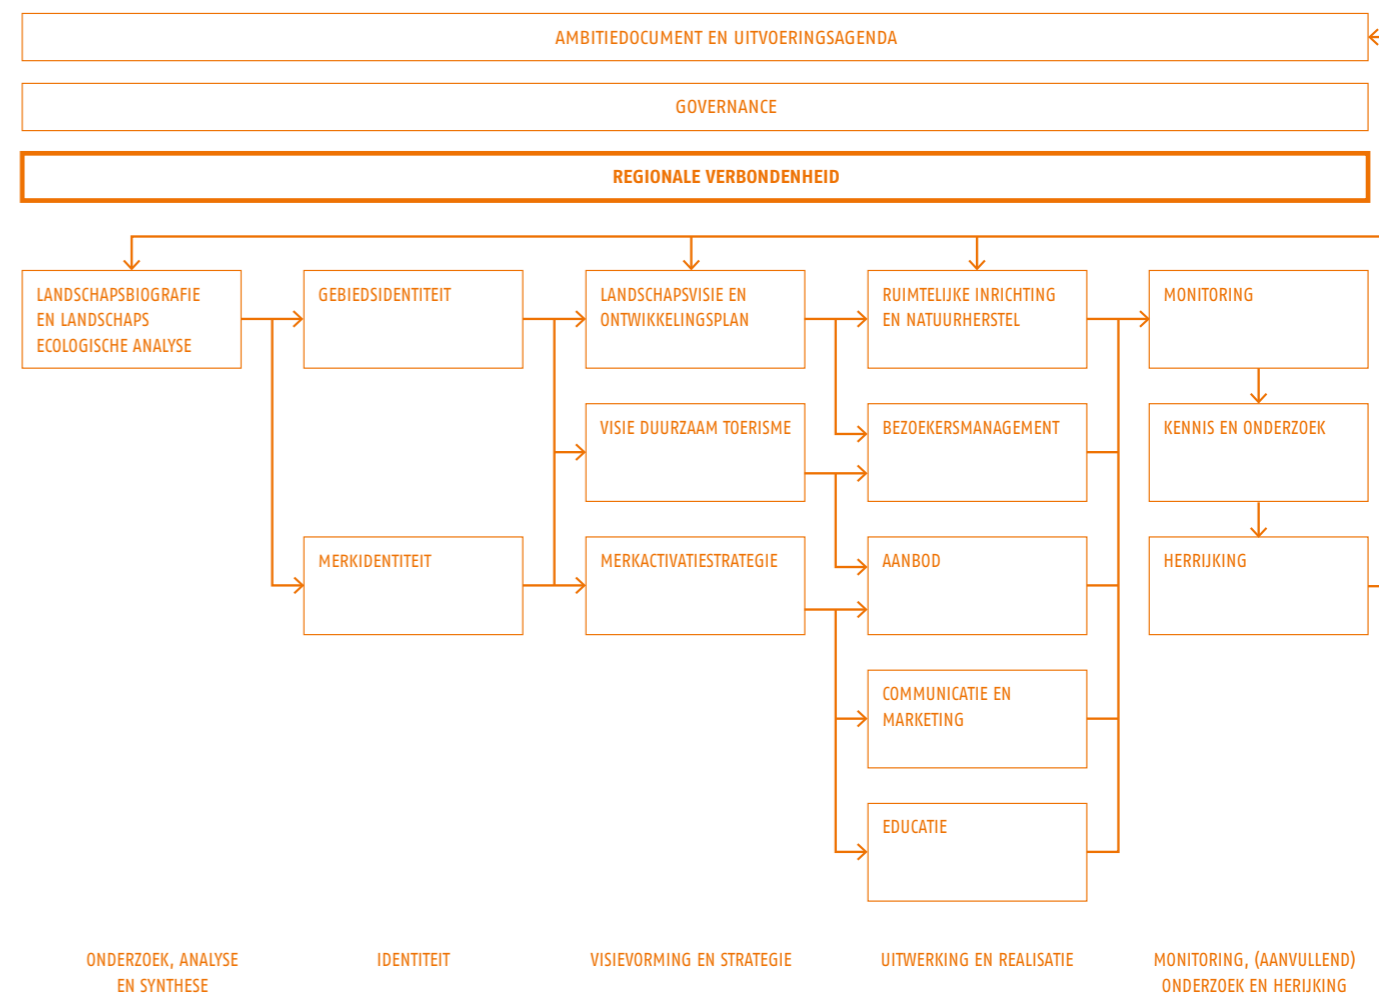 AMBITIEDOCUMENT EN UITVOERINGSAGENDA
GOVERNANCE
REGIONALE VERBONDENHEID
LANDSCHAPSBIOGRAFIE
EN LANDSCHAPS
ECOLOGISCHE ANALYSE
GEBIEDSIDENTITEIT
LANDSCHAPSVISIE EN
ONTWIKKELINGSPLAN
RUIMTELIJKE INRICHTING
EN NATUURHERSTEL
MONITORING
VISIE DUURZAAM TOERISME
BEZOEKERSMANAGEMENT
KENNIS EN ONDERZOEK
MERKIDENTITEIT
MERKACTIVATIESTRATEGIE
AANBOD
HERRIJKING
COMMUNICATIE EN
MARKETING
EDUCATIE
ONDERZOEK, ANALYSE
EN SYNTHESE
IDENTITEIT
VISIEVORMING EN STRATEGIE
UITWERKING EN REALISATIE
MONITORING, (AANVULLEND)
ONDERZOEK EN HERIJKING